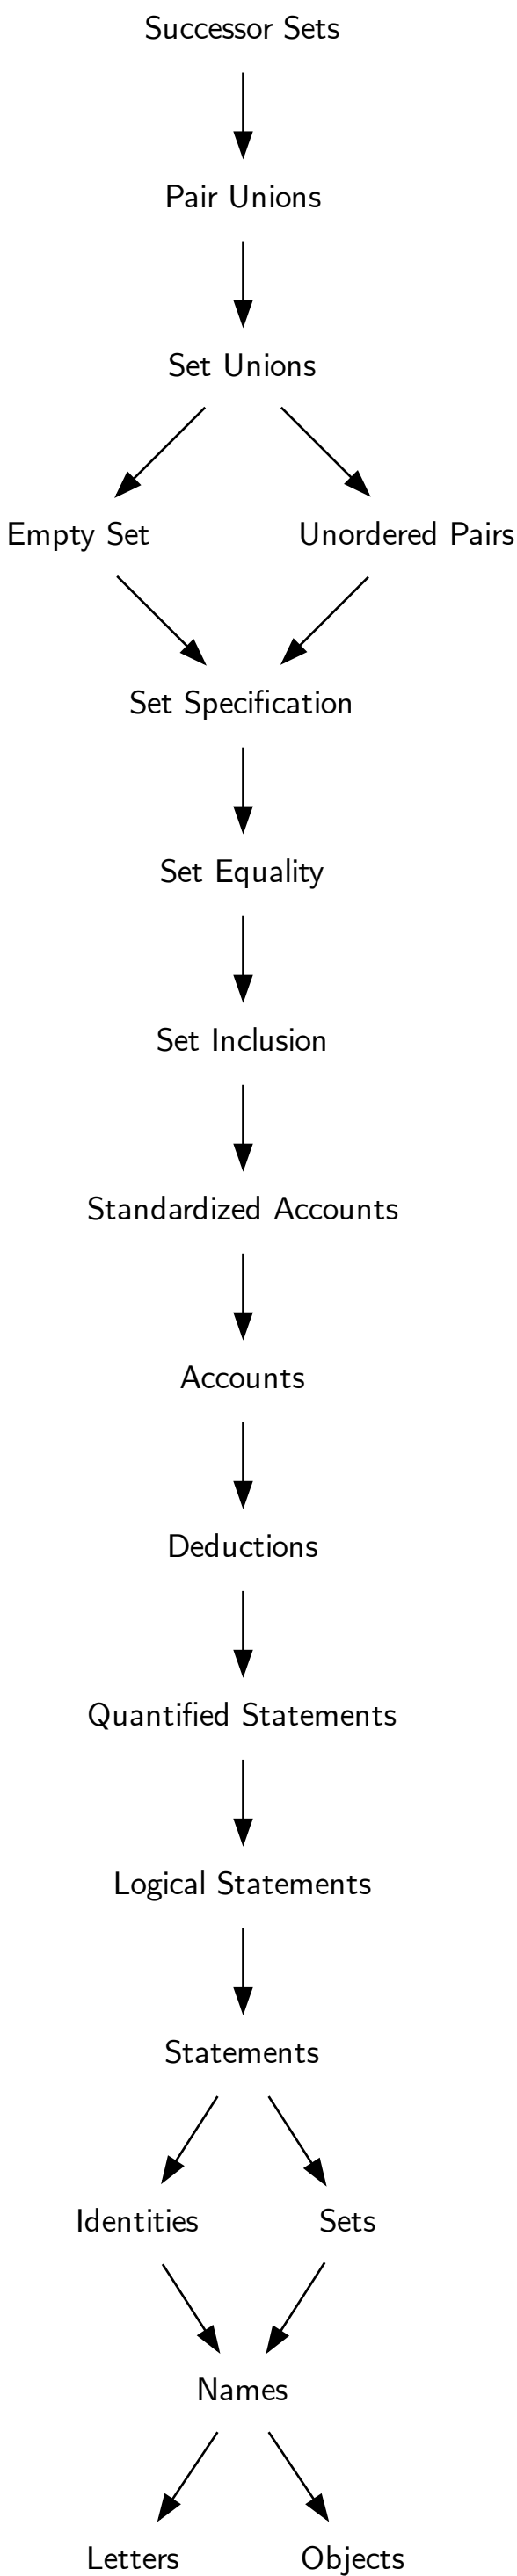 Successor Sets
Pair Unions
Set Unions
Empty Set
Unordered Pairs
Set Specification
Set Equality
Set Inclusion
Standardized Accounts
Accounts
Deductions
Quantified Statements
Logical Statements
Statements
Identities
Sets
Names
Letters
Objects